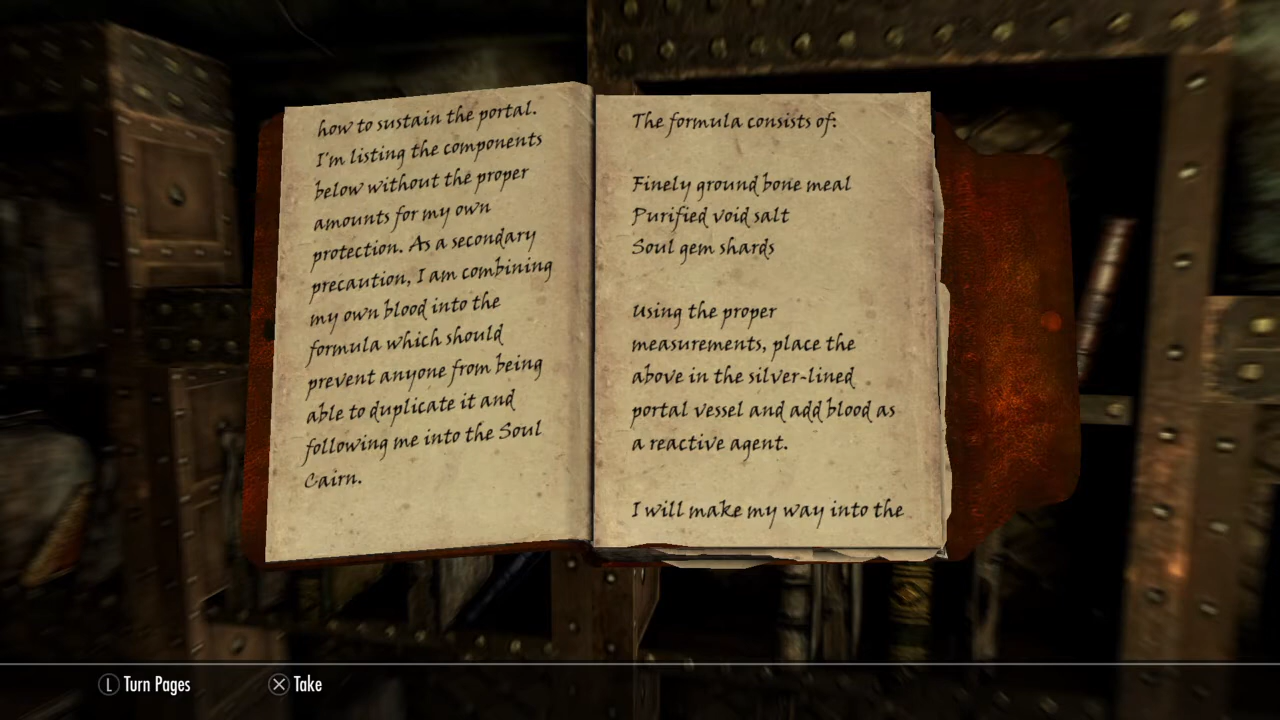 how to sustain the portal.
I'm listing the components
below without the proper
amounts for my own
protection. As a secondary
precaution, I am combining
my own blood into the
formula which should
prevent anyone from being
able to duplicate it and
following me into the Soul
Cairn.
The formula consists of:
Finely ground bone meal
Purified void salt
Soul gem shards
Using the proper
measurements, place the
above in the silver-lined
portal vessel and add blood as
a reactive agent.
I will make my way into the
L Turn Pages
X Take